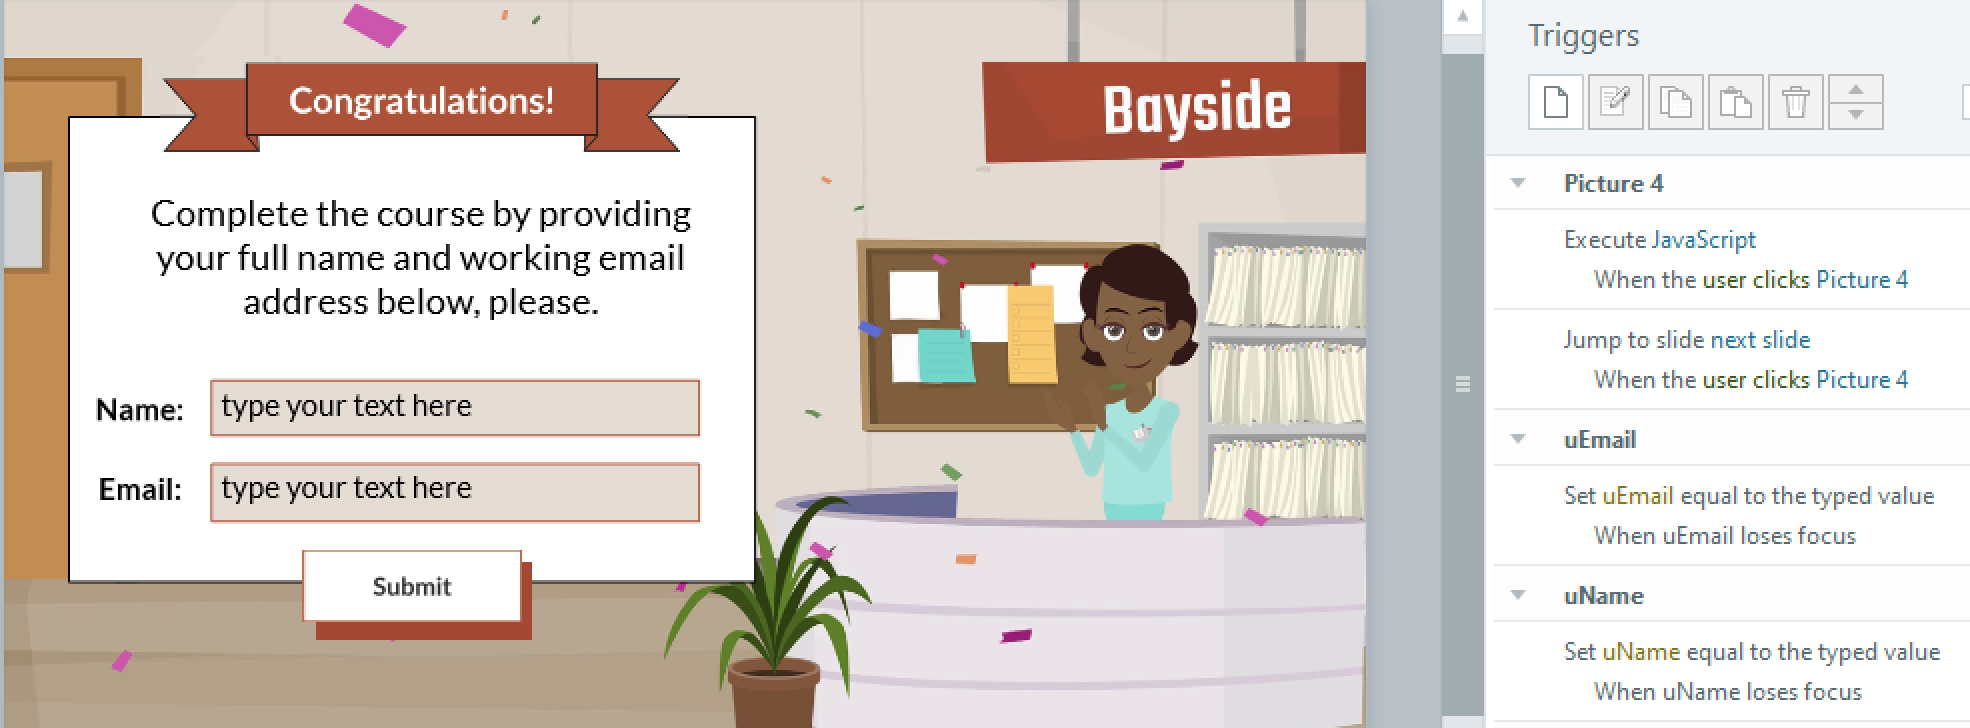 Congratulations!
Complete the course by providing
your full name and working email
address below, please.
Name:
type your text here
Email:
type your text here
Submit
Bayside
Triggers
Picture 4
Execute JavaScript
When the user clicks Picture 4
Jump to slide next slide
When the user clicks Picture 4
uEmail
Set uEmail equal to the typed value
When uEmail loses focus
uName
Set uName equal to the typed value
When uName loses focus